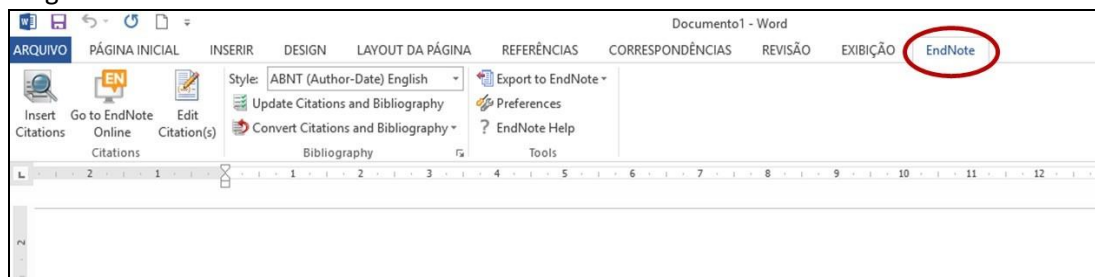 Documento1 - Word
ARQUIVO PÁGINA INICIAL INSERIR DESIGN LAYOUT DA PÁGINA REFERÊNCIAS CORRESPONDÊNCIAS REVISÃO EXIBIÇÃO EndNote
EN Style: ABNT (Author-Date) English Export to EndNote
Insert Go to EndNote Edit Update Citations and Bibliography Preferences
Citations Online Citation(s) Convert Citations and Bibliography ? EndNote Help
Citations Bibliography Tools
L 2 1 1 2 3 4 5 6 7 8 9 10 11 12
2